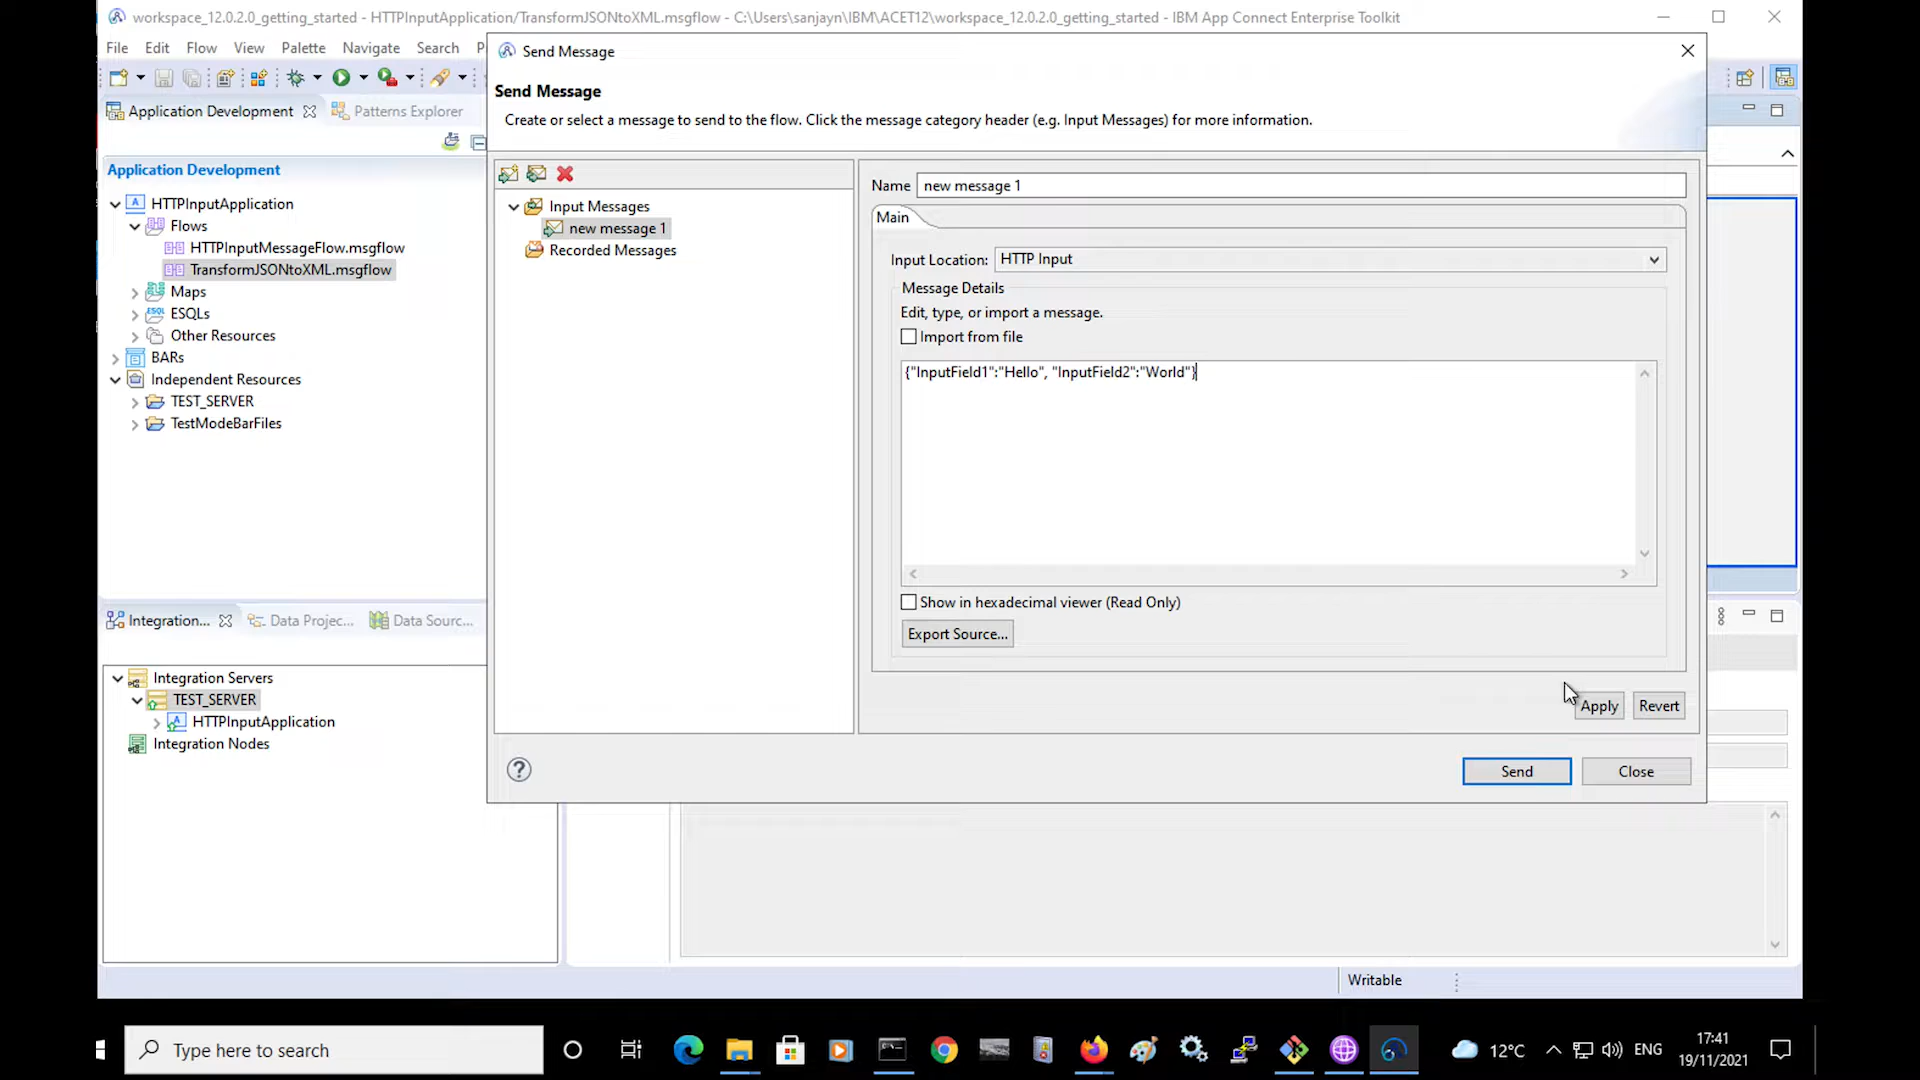 workspace_12.0.2.0_getting_started - HTTPInputApplication/TransformJSONtoXML.msgflow - C:\Users\sanjayn\IBM\ACET12\workspace_12.0.2.0_getting_started - IBM App Connect Enterprise Toolkit
File Edit Flow View Palette Navigate Search
Send Message
Send Message
Create or select a message to send to the flow. Click the message category header (e.g. Input Messages) for more information.
Application Development
Patterns Explorer
Application Development
HTTPInputApplication
Flows
HTTPInputMessageFlow.msgflow
TransformJSONtoXML.msgflow
Maps
ESQL ESQLs
Other Resources
BARs
Independent Resources
TEST_SERVER
TestModeBarFiles
Input Messages
new message 1
Recorded Messages
Name new message 1
Main
Input Location: HTTP Input
Message Details
Edit, type, or import a message.
Import from file
{"InputField1":"Hello", "InputField2":"World"}
Show in hexadecimal viewer (Read Only)
Export Source...
Apply Revert
Send Close
Integration... Data Projec... Data Sourc...
Integration Servers
TEST_SERVER
HTTPInputApplication
Integration Nodes
Writable
Type here to search
12°C
ENG
17:41
19/11/2021